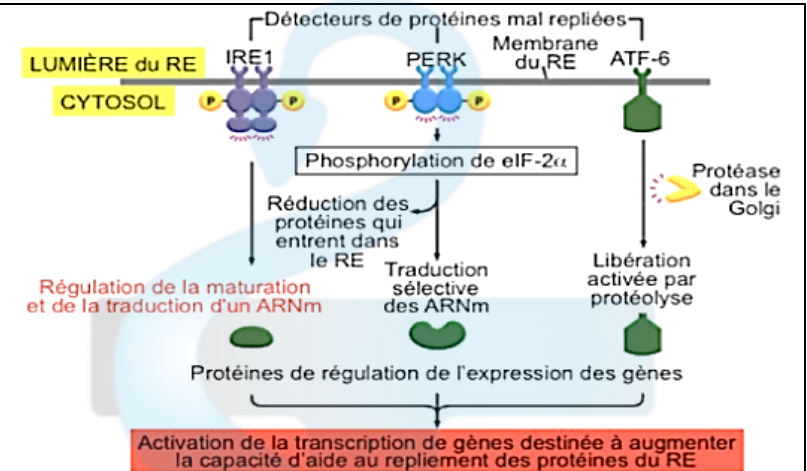 Détecteurs de protéines mal repliées
IRE1
PERK
Membrane
du RE
ATF-6
LUMIÈRE du RE
CYTOSOL
P
P
P
P
Phosphorylation de eIF-2α
Protéase
dans le
Golgi
Réduction des
protéines qui
entrent dans
le RE
Régulation de la maturation
et de la traduction d'un ARNm
Traduction
sélective
des ARNm
Libération
activée par
protéolyse
Protéines de régulation de l'expression des gènes
Activation de la transcription de gènes destinée à augmenter
la capacité d'aide au repliement des protéines du RE